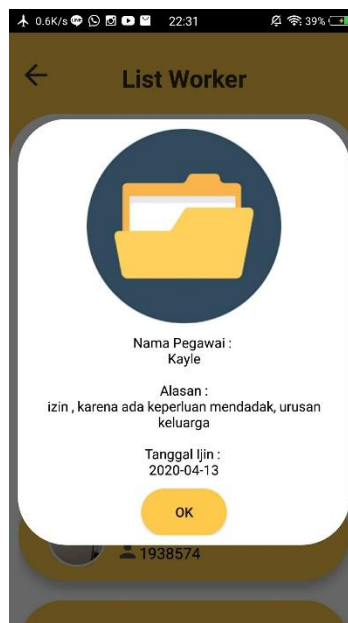 0.6K/s 22:31 39%
List Worker
Nama Pegawai :
Kayle
Alasan :
izin , karena ada keperluan mendadak, urusan
keluarga
Tanggal Ijin :
2020-04-13
OK
1938574